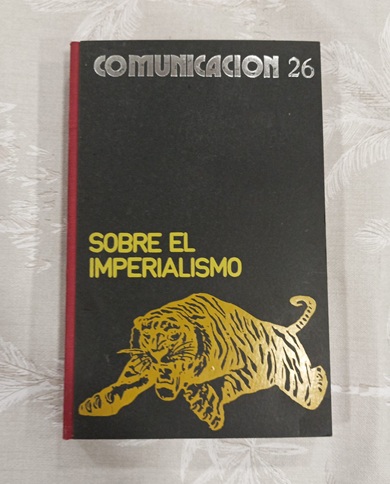 COMUNICACION 26
SOBRE EL
IMPERIALISMO